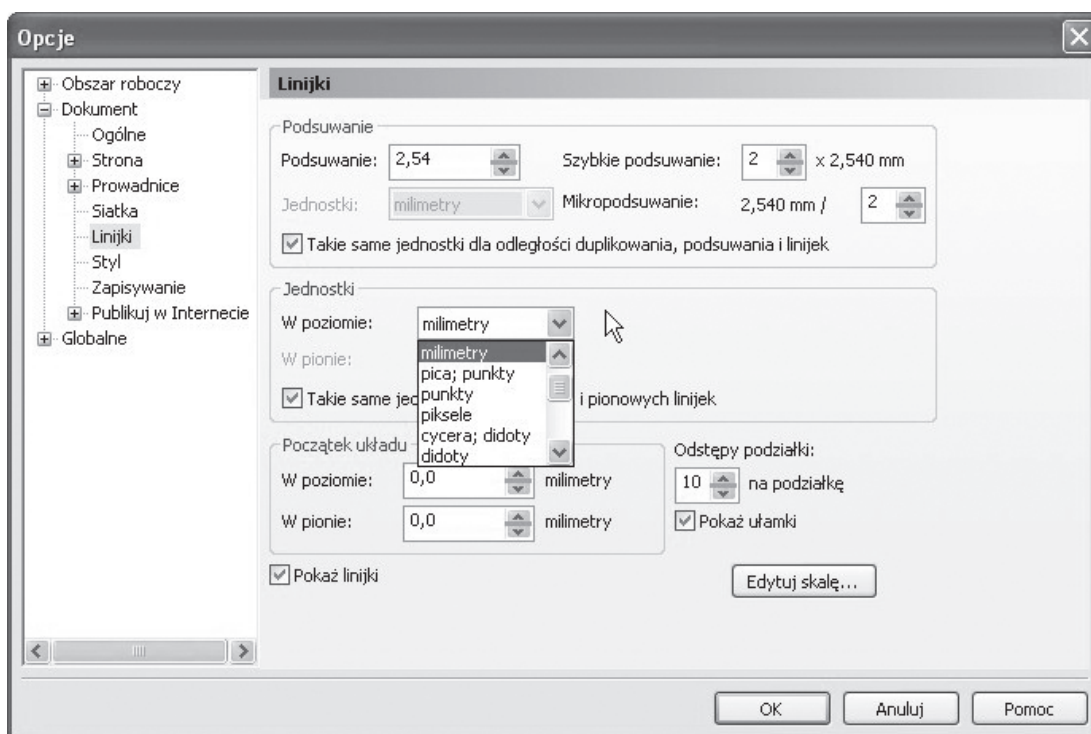 Opcje
Obszar roboczy
Dokument
Ogólne
Strona
Prowadnice
Siatka
Linijki
Styl
Zapisywanie
Publikuj w Internecie
Globalne
Linijki
Podsuwanie
Podsuwanie: 2,54 Szybkie podsuwanie: 2 x 2,540 mm
Jednostki: milimetry Mikropodsuwanie: 2,540 mm / 2
Takie same jednostki dla odległości duplikowania, podsuwania i linijek
Jednostki
W poziomie: milimetry
milimetry
W pionie: pica; punkty
punkty
Takie same jed i pionowych linijek
piksele
cycera; didoty
didoty
Początek układu Odstępy podziałki:
W poziomie: 0,0 milimetry 10 na podziałkę
W pionie: 0,0 milimetry Pokaż ułamki
Pokaż linijki
Edytuj skalę...
OK Anuluj Pomoc